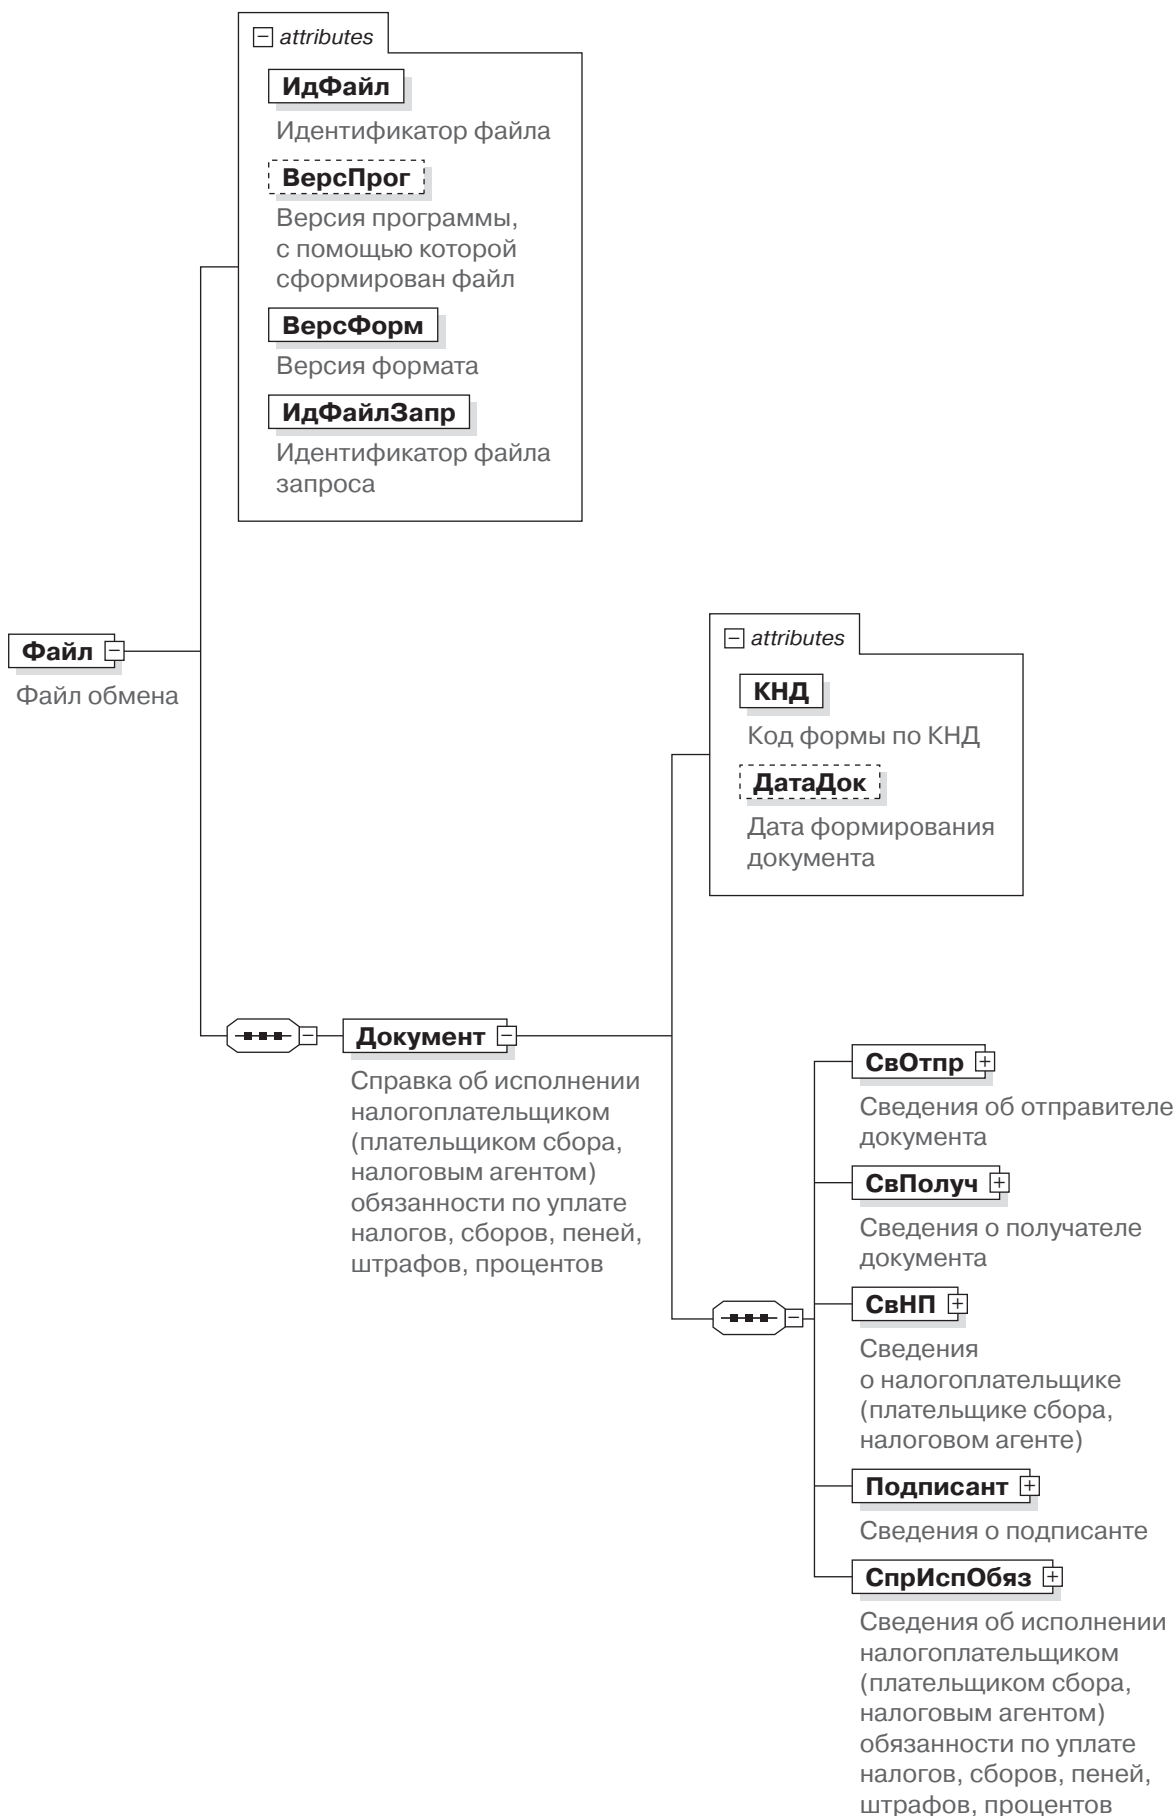 attributes
ИдФайл
Идентификатор файла
ВерсПрог
Версия программы,
с помощью которой
сформирован файл
ВерсФорм
Версия формата
ИдФайлЗапр
Идентификатор файла
запроса
Файл
Файл обмена
attributes
КНД
Код формы по КНД
ДатаДок
Дата формирования
документа
Документ
Справка об исполнении
налогоплательщиком
(плательщиком сбора,
налоговым агентом)
обязанности по уплате
налогов, сборов, пеней,
штрафов, процентов
СвОтпр
Сведения об отправителе
документа
СвПолуч
Сведения о получателе
документа
СвНП
Сведения
о налогоплательщике
(плательщике сбора,
налоговом агенте)
Подписант
Сведения о подписанте
СпрИспОбяз
Сведения об исполнении
налогоплательщиком
(плательщиком сбора,
налоговым агентом)
обязанности по уплате
налогов, сборов, пеней,
штрафов, процентов